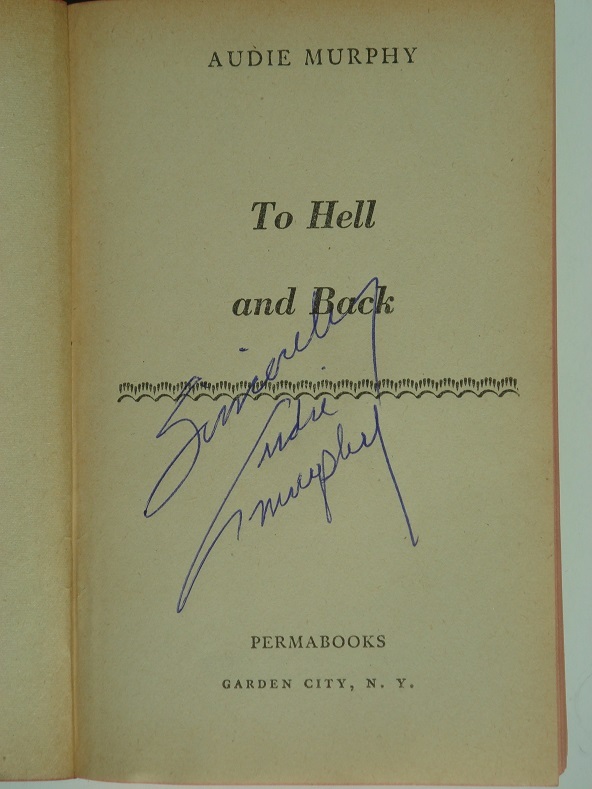 AUDIE MURPHY
To Hell
and Back
Sincerely
Audie
Murphy
PERMABOOKS
GARDEN CITY, N. Y.